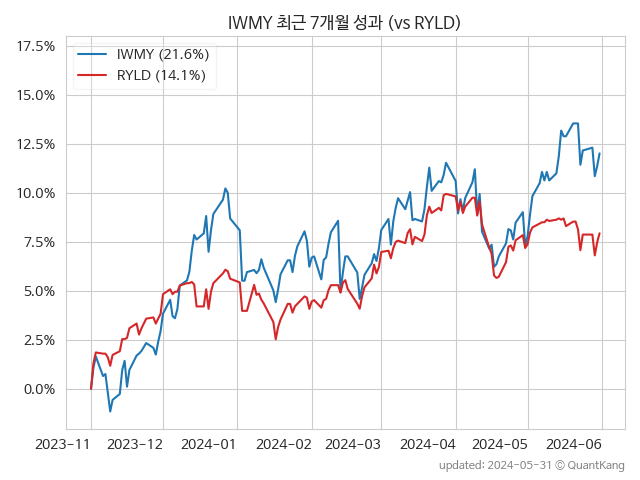 IWMY 최근 7개월 성과 (vs RYLD)
IWMY (21.6%)
RYLD (14.1%)
17.5%
15.0%
12.5%
10.0%
7.5%
5.0%
2.5%
0.0%
2023-11 2023-12 2024-01 2024-02 2024-03 2024-04 2024-05 2024-06
updated: 2024-05-31 © QuantKang